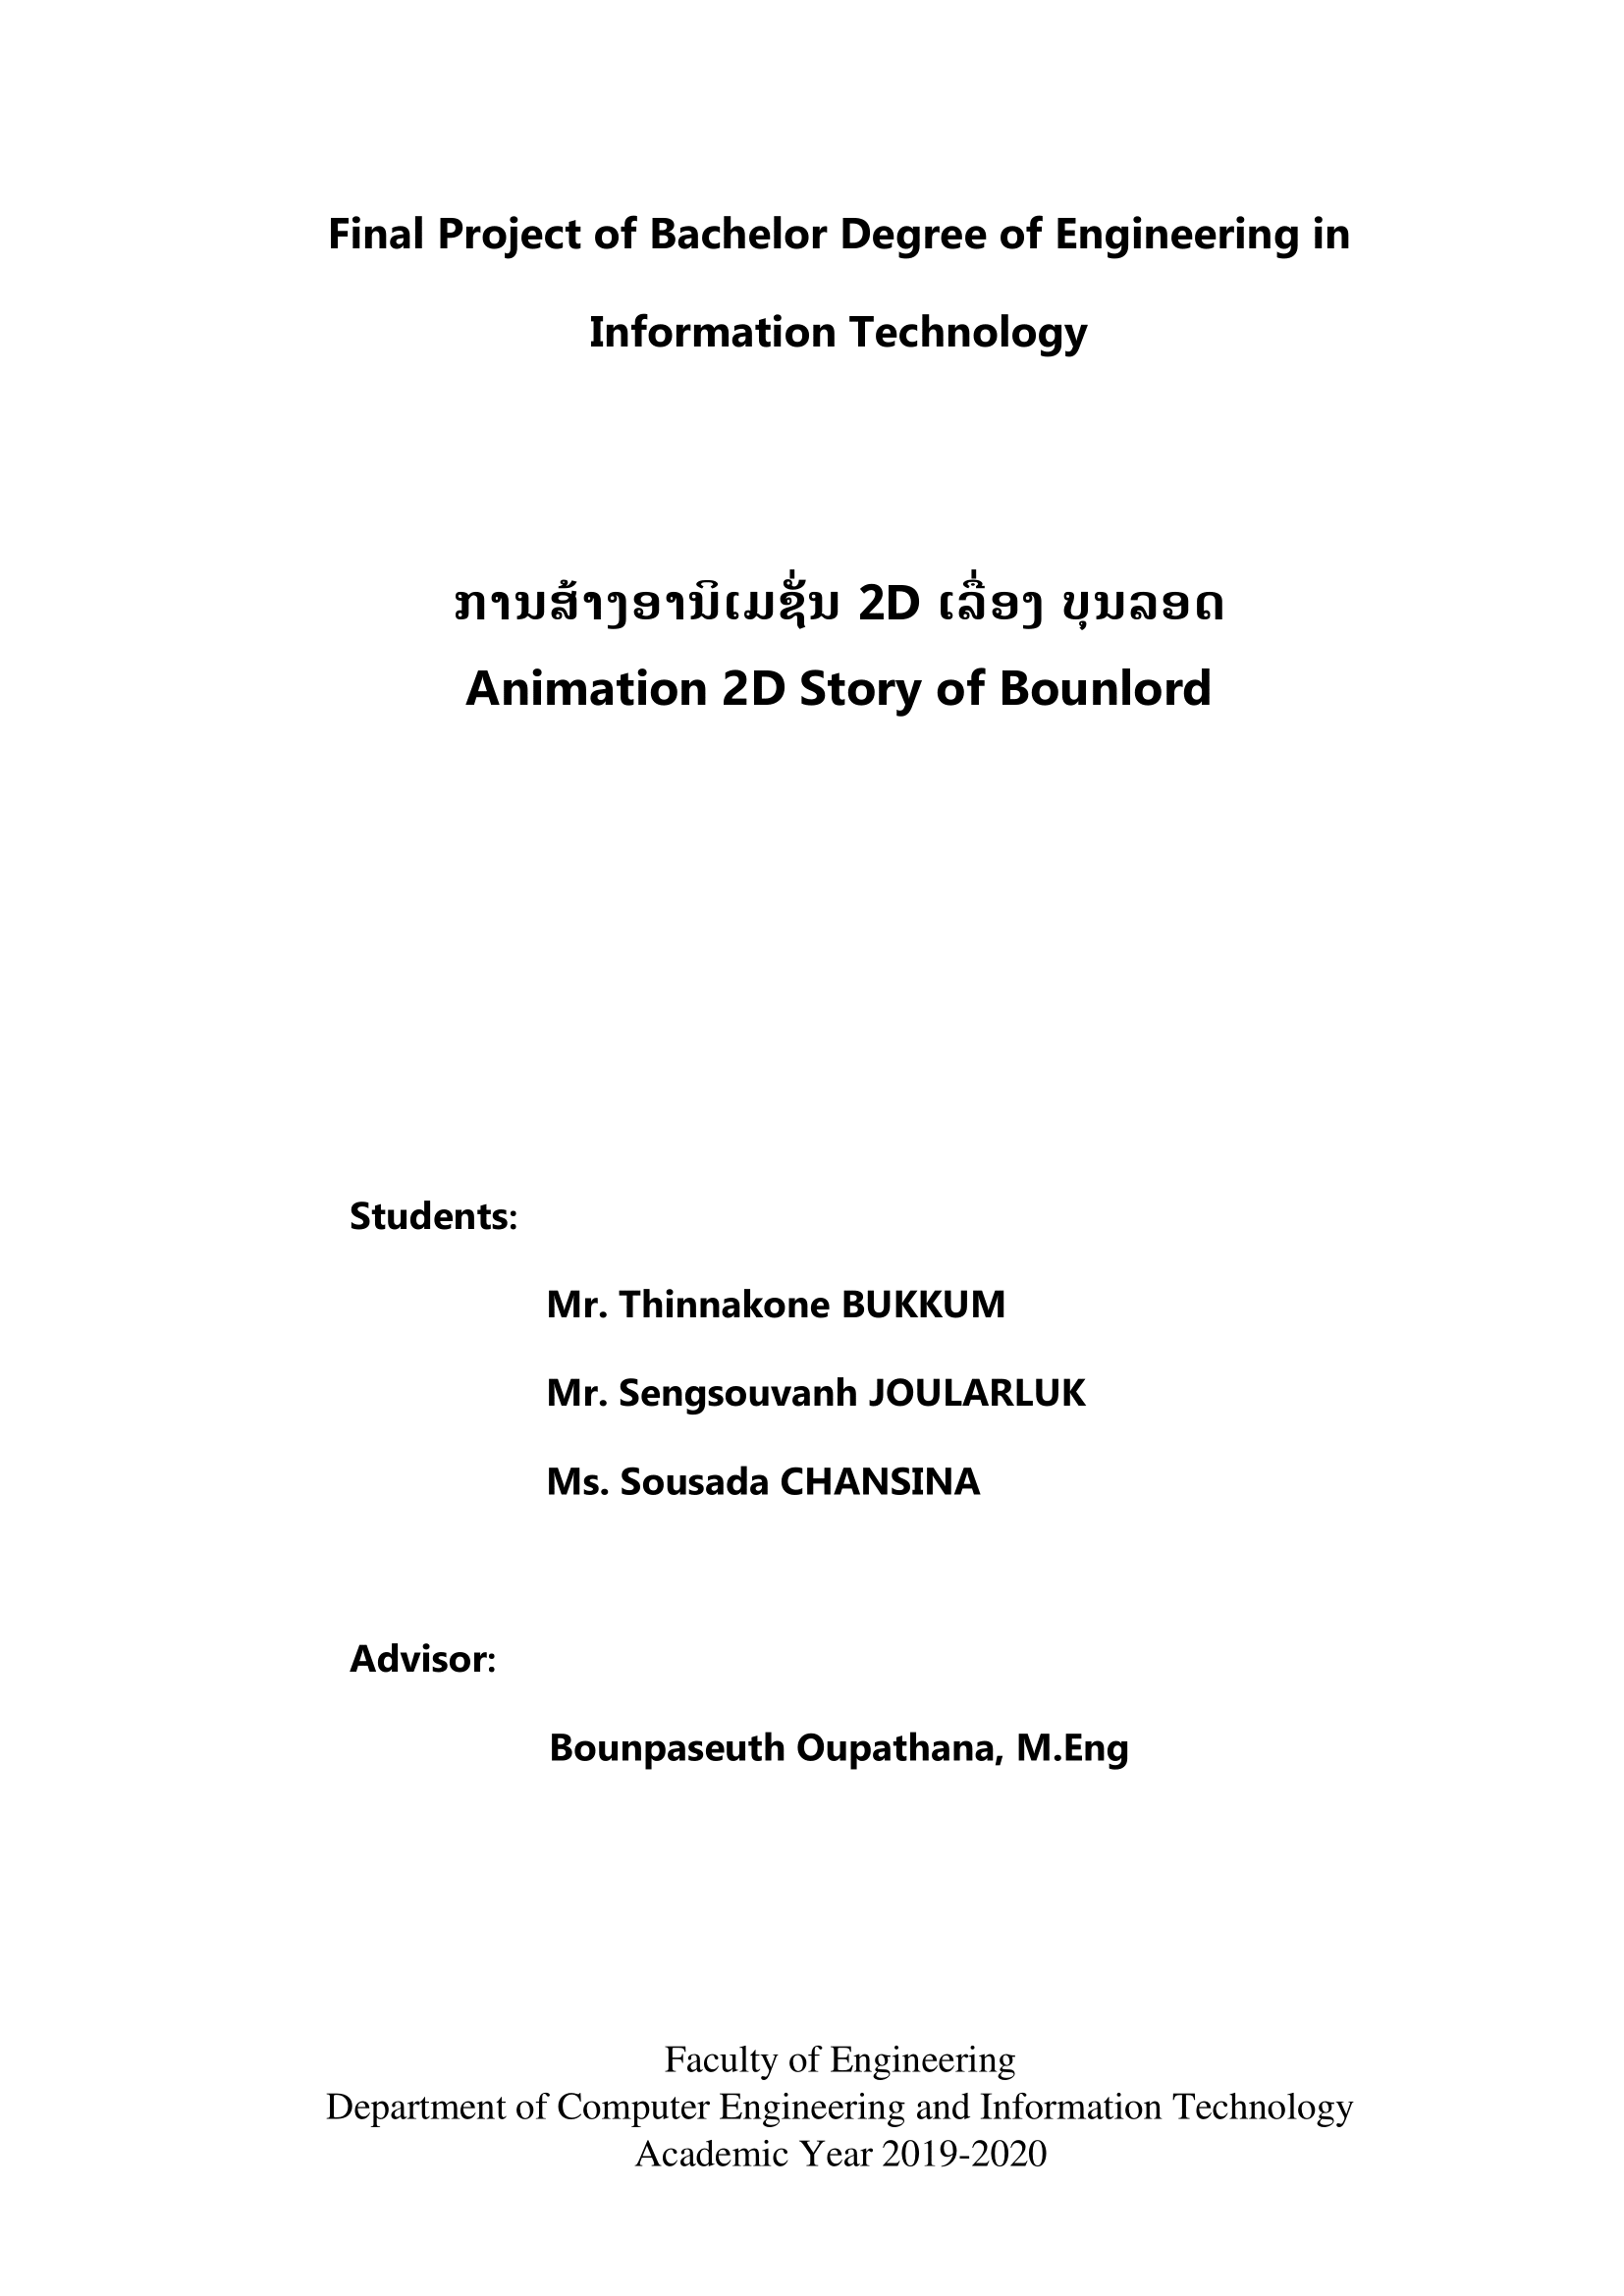 Final Project of Bachelor Degree of Engineering in
Information Technology
ການສ້າງອານິເມຊັ່ນ 2D ເລື່ອງ ບຸນລອດ
Animation 2D Story of Bounlord
Students:
Mr. Thinnakone BUKKUM
Mr. Sengsouvanh JOULARLUK
Ms. Sousada CHANSINA
Advisor:
Bounpaseuth Oupathana, M.Eng
Faculty of Engineering
Department of Computer Engineering and Information Technology
Academic Year 2019-2020